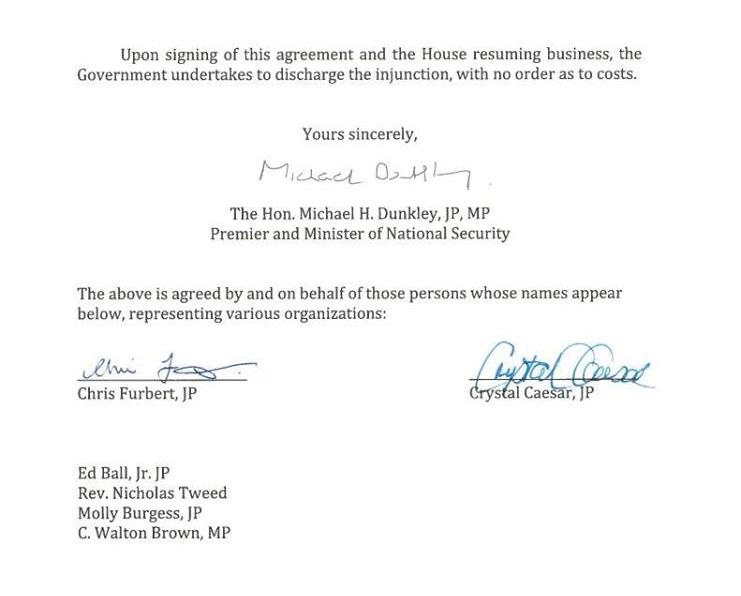 Upon signing of this agreement and the House resuming business, the
Government undertakes to discharge the injunction, with no order as to costs.
Yours sincerely,
Michael Dunkley
The Hon. Michael H. Dunkley, JP, MP
Premier and Minister of National Security
The above is agreed by and on behalf of those persons whose names appear
below, representing various organizations:
Chris
Crystal Caesar
Chris Furbert, JP
Crystal Caesar, JP
Ed Ball, Jr. JP
Rev. Nicholas Tweed
Molly Burgess, JP
C. Walton Brown, MP